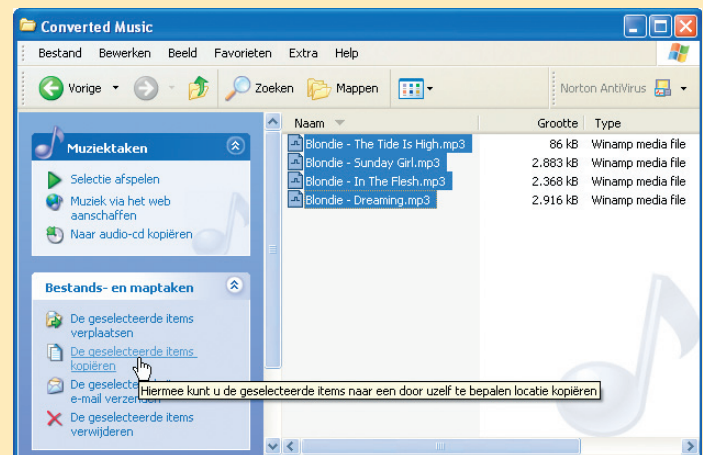 Converted Music
Bestand Bewerken Beeld Favorieten Extra Help
Vorige Zoeken Mappen Norton AntiVirus
Naam Grootte Type
Muziektaken
Selectie afspelen
Muziek via het web
aanschaffen
Naar audio-cd kopiëren
Blondie - The Tide Is High.mp3 86 kB Winamp media file
Blondie - Sunday Girl.mp3 2.883 kB Winamp media file
Blondie - In The Flesh.mp3 2.368 kB Winamp media file
Blondie - Dreaming.mp3 2.916 kB Winamp media file
Bestands- en maptaken
De geselecteerde items
verplaatsen
De geselecteerde items
kopiëren
De geselecte
e-mail verzenden
Hiermee kunt u de geselecteerde items naar een door uzelf te bepalen locatie kopiëren
De geselecteerde items
verwijderen